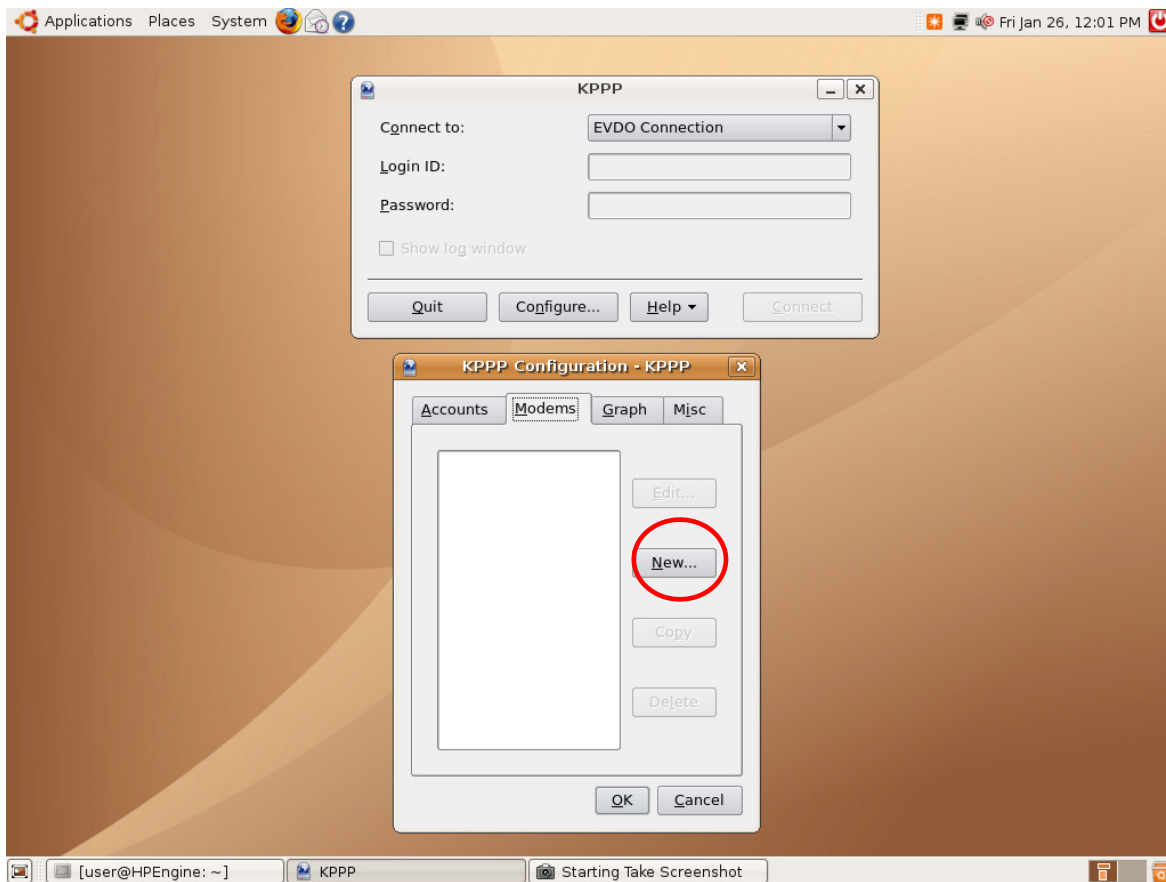 Applications Places System Fri Jan 26, 12:01 PM
KPPP
Connect to: EVDO Connection
Login ID:
Password:
Show log window
Quit Configure... Help Connect
KPPP Configuration - KPPP
Accounts Modems Graph Misc
Edit...
New...
Copy
Delete
OK Cancel
[user@HPEngine: ~] KPPP Starting Take Screenshot